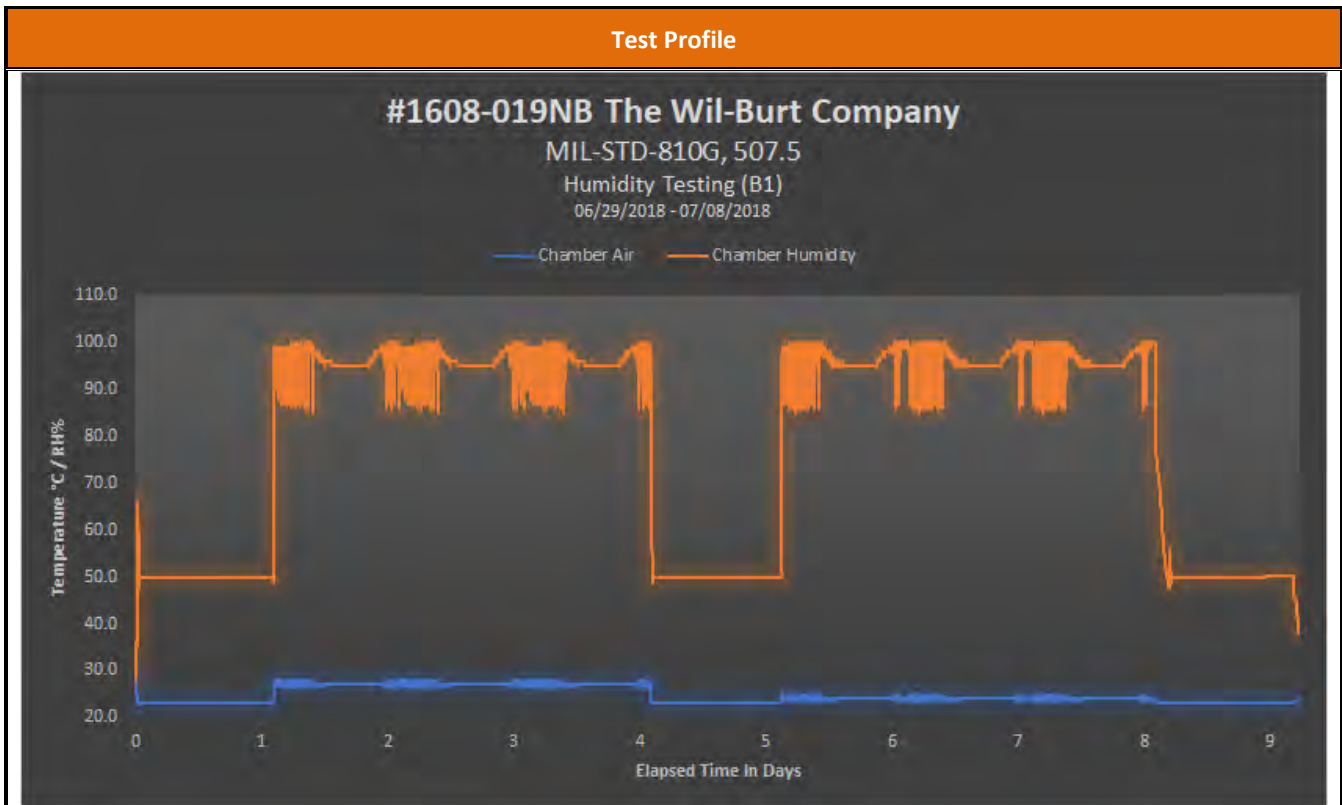 Test Profile
#1608-019NB The Wil-Burt Company
MIL-STD-810G, 507.5
Humidity Testing (B1)
06/29/2018 - 07/08/2018
Chamber Air Chamber Humidity
110.0
100.0
90.0
80.0
70.0
60.0
50.0
40.0
30.0
20.0
Temperature °C / RH%
0 1 2 3 4 5 6 7 8 9
Elapsed Time In Days